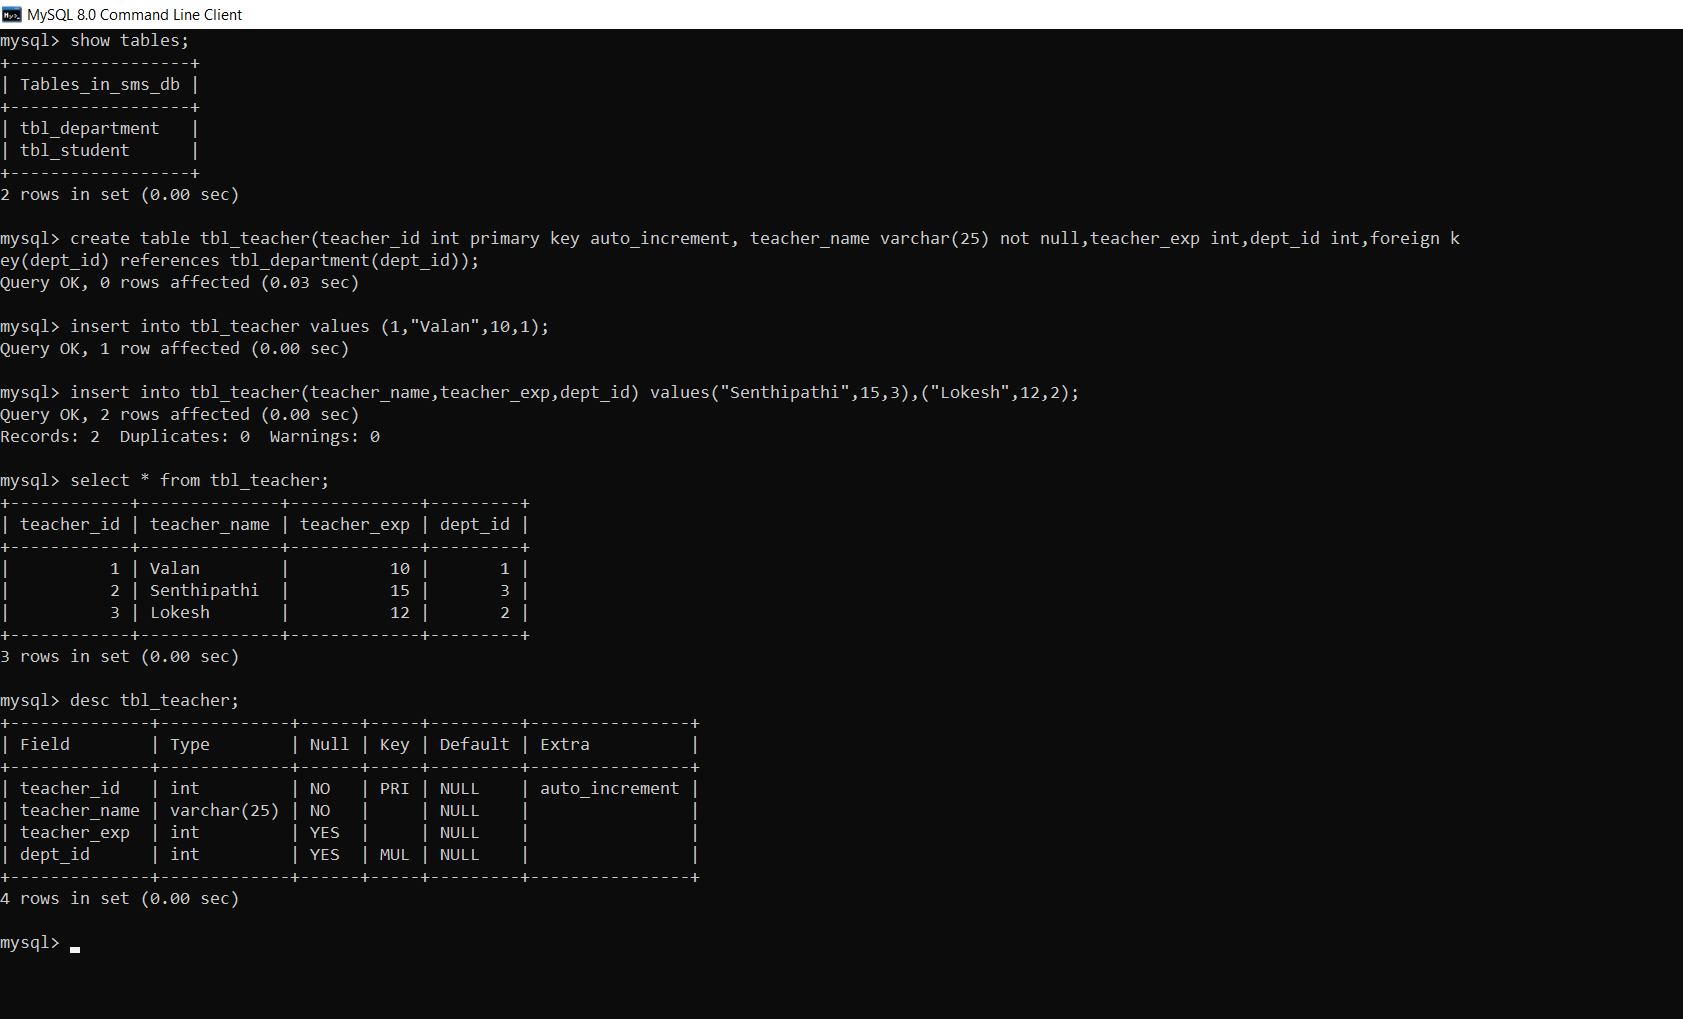 MySQL 8.0 Command Line Client
mysql> show tables;
+------------------+
| Tables_in_sms_db |
+------------------+
| tbl_department   |
| tbl_student      |
+------------------+
2 rows in set (0.00 sec)

mysql> create table tbl_teacher(teacher_id int primary key auto_increment, teacher_name varchar(25) not null,teacher_exp int,dept_id int,foreign k
ey(dept_id) references tbl_department(dept_id));
Query OK, 0 rows affected (0.03 sec)

mysql> insert into tbl_teacher values (1,"Valan",10,1);
Query OK, 1 row affected (0.00 sec)

mysql> insert into tbl_teacher(teacher_name,teacher_exp,dept_id) values("Senthipathi",15,3),("Lokesh",12,2);
Query OK, 2 rows affected (0.00 sec)
Records: 2  Duplicates: 0  Warnings: 0

mysql> select * from tbl_teacher;
+------------+--------------+-------------+---------+
| teacher_id | teacher_name | teacher_exp | dept_id |
+------------+--------------+-------------+---------+
|          1 | Valan        |          10 |       1 |
|          2 | Senthipathi  |          15 |       3 |
|          3 | Lokesh       |          12 |       2 |
+------------+--------------+-------------+---------+
3 rows in set (0.00 sec)

mysql> desc tbl_teacher;
+--------------+-------------+------+-----+---------+----------------+
| Field        | Type        | Null | Key | Default | Extra          |
+--------------+-------------+------+-----+---------+----------------+
| teacher_id   | int         | NO   | PRI | NULL    | auto_increment |
| teacher_name | varchar(25) | NO   |     | NULL    |                |
| teacher_exp  | int         | YES  |     | NULL    |                |
| dept_id      | int         | YES  | MUL | NULL    |                |
+--------------+-------------+------+-----+---------+----------------+
4 rows in set (0.00 sec)

mysql>